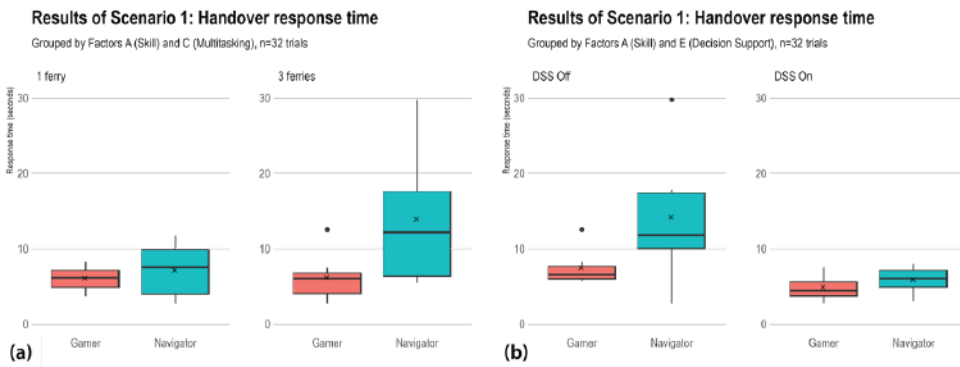 Results of Scenario 1: Handover response time
Grouped by Factors A (Skill) and C (Multitasking), n=32 trials
1 ferry
3 ferries
Response time (seconds)
30
20
10
0
30
20
10
0
Gamer
Navigator
Gamer
Navigator
(a)
Results of Scenario 1: Handover response time
Grouped by Factors A (Skill) and E (Decision Support), n=32 trials
DSS Off
DSS On
Response time (seconds)
30
20
10
0
30
20
10
0
Gamer
Navigator
Gamer
Navigator
(b)